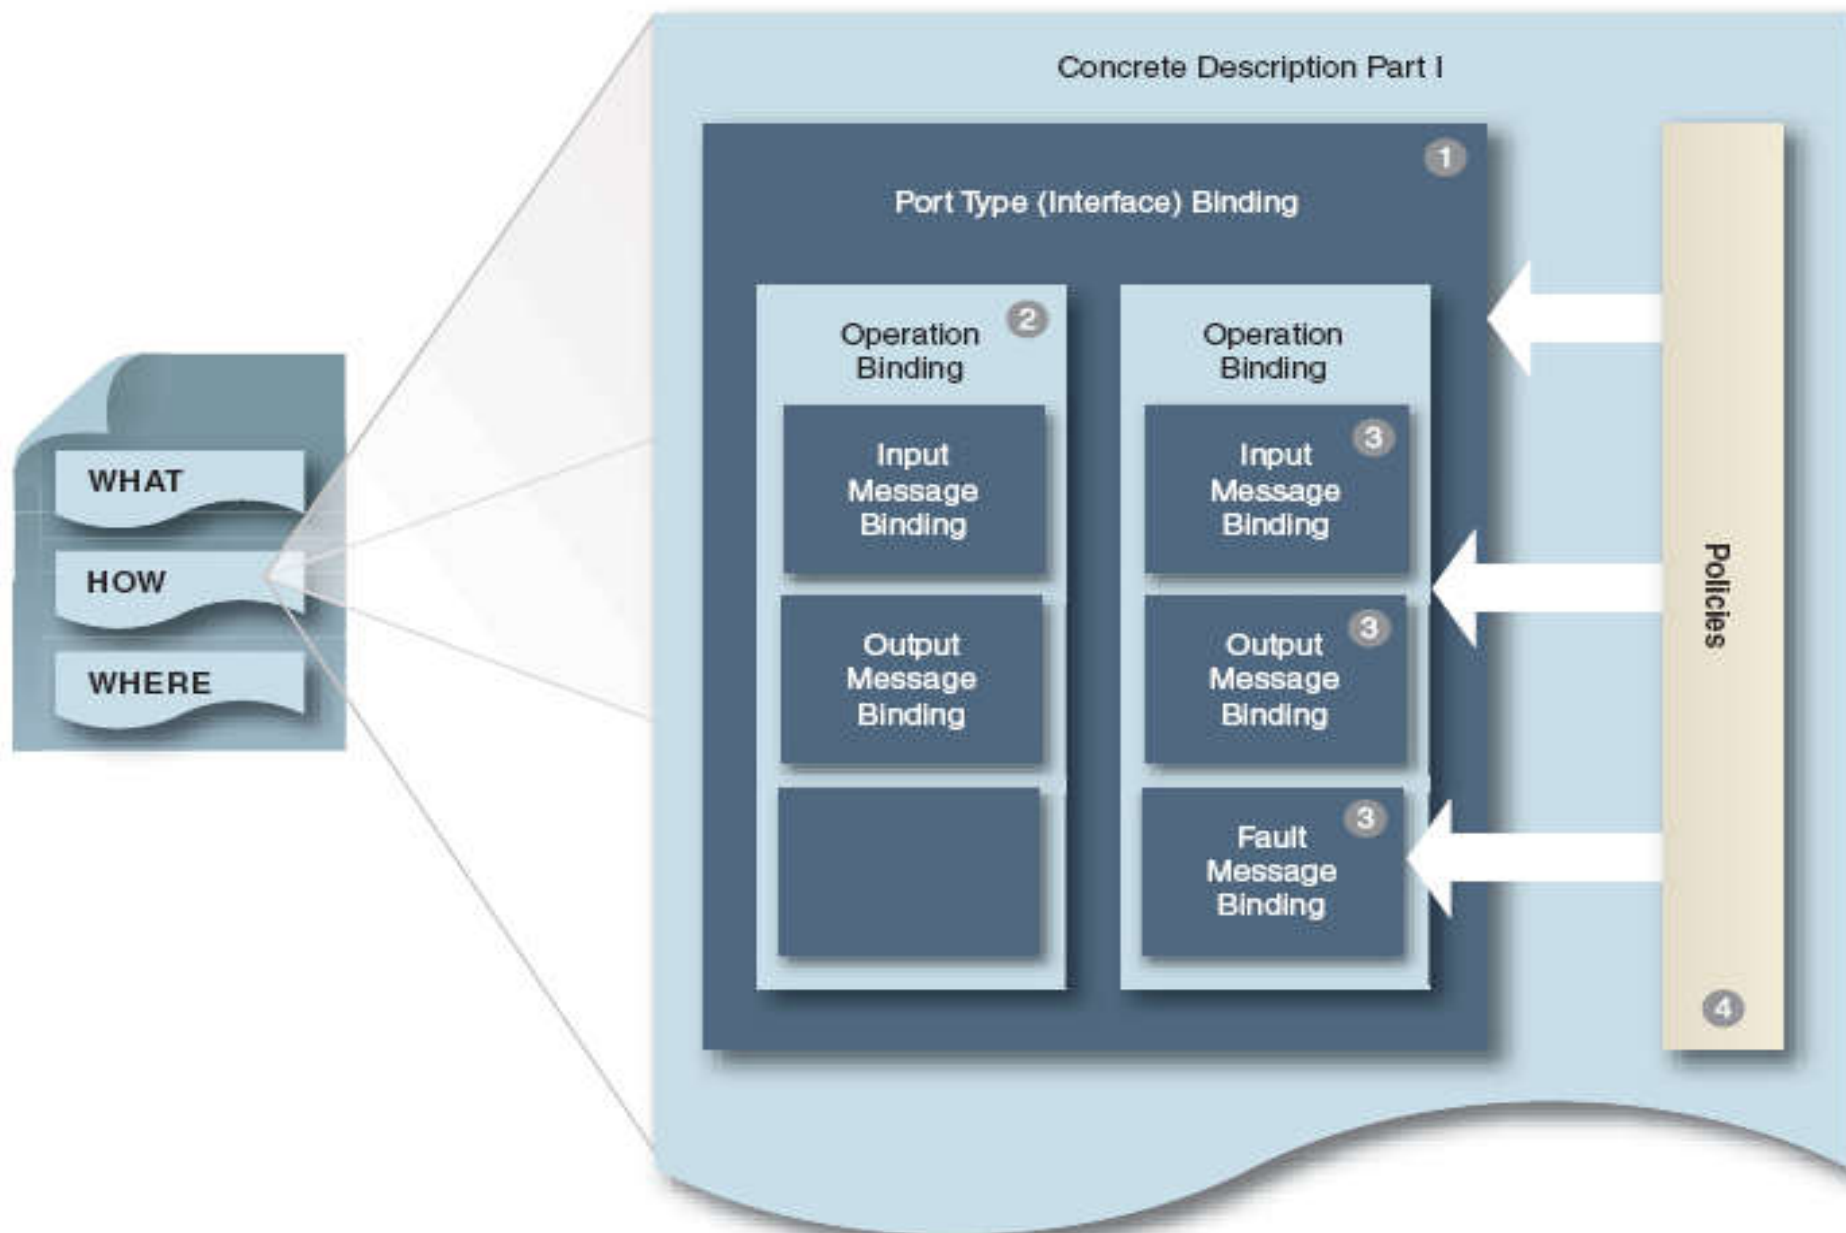 WHAT
HOW
WHERE
Concrete Description Part I
1
Port Type (Interface) Binding
2
Operation
Binding
Input
Message
Binding
Output
Message
Binding
Operation
Binding
3
Input
Message
Binding
3
Output
Message
Binding
3
Fault
Message
Binding
Policies
4